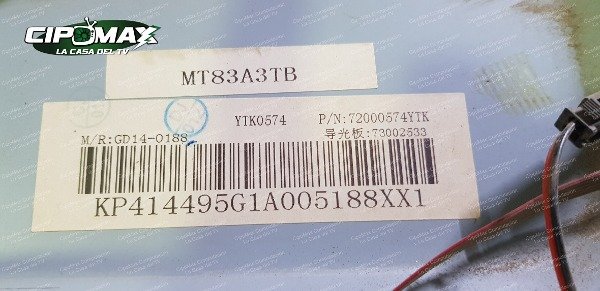 CIPOMAX
LA CASA DEL TV
MT83A3TB
YTK0574 P/N:72000574YTK
M/R:GD14-0188 导光板:73002533
KP414495G1A005188XX1